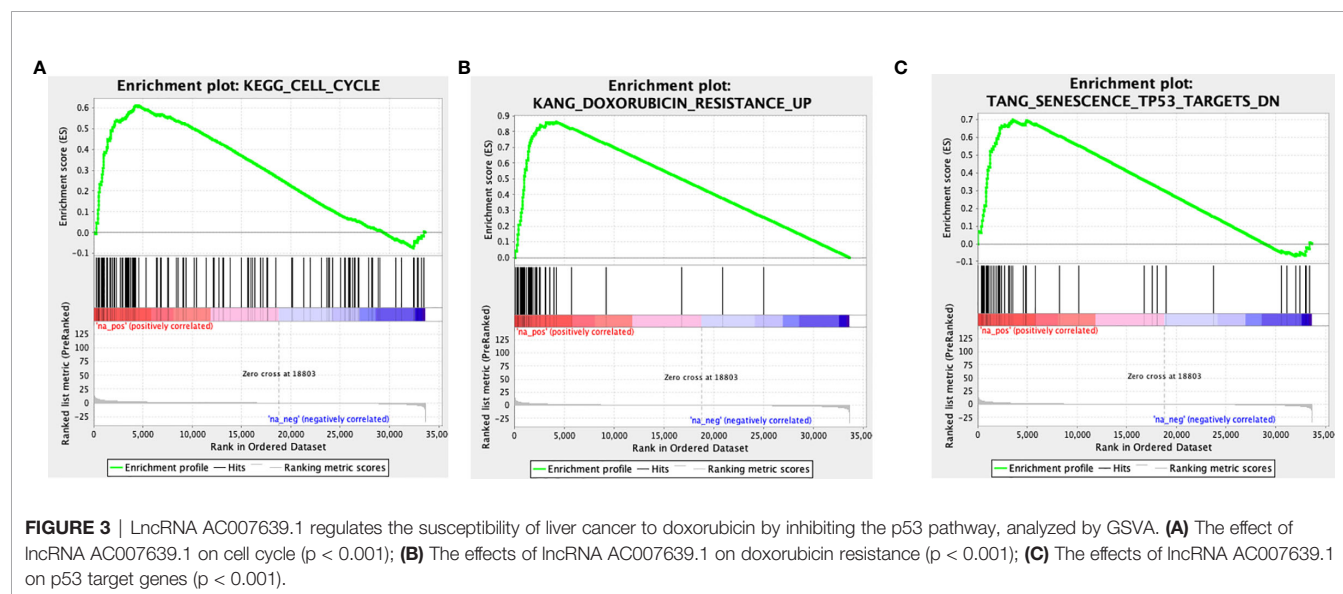 A
Enrichment plot: KEGG_CELL_CYCLE
Enrichment score (ES)
0.6
0.5
0.4
0.3
0.2
0.1
0.0
−0.1
Ranked list metric (PreRanked)
'na_pos' (positively correlated)
125
100
75
50
25
0
−25
Zero cross at 18803
'na_neg' (negatively correlated)
0 5,000 10,000 15,000 20,000 25,000 30,000 35,00
Rank in Ordered Dataset
Enrichment profile Hits Ranking metric scores
B
Enrichment plot:
KANG_DOXORUBICIN_RESISTANCE_UP
Enrichment score (ES)
0.9
0.8
0.7
0.6
0.5
0.4
0.3
0.2
0.1
0.0
Ranked list metric (PreRanked)
'na_pos' (positively correlated)
125
100
75
50
25
0
−25
Zero cross at 18803
'na_neg' (negatively correlated)
0 5,000 10,000 15,000 20,000 25,000 30,000 35,0
Rank in Ordered Dataset
Enrichment profile Hits Ranking metric scores
C
Enrichment plot:
TANG_SENESCENCE_TP53_TARGETS_DN
Enrichment score (ES)
0.7
0.6
0.5
0.4
0.3
0.2
0.1
0.0
−0.1
Ranked list metric (PreRanked)
'na_pos' (positively correlated)
125
100
75
50
25
0
−25
Zero cross at 18803
'na_neg' (negatively correlated)
0 5,000 10,000 15,000 20,000 25,000 30,000 35,0
Rank in Ordered Dataset
Enrichment profile Hits Ranking metric scores
FIGURE 3 | LncRNA AC007639.1 regulates the susceptibility of liver cancer to doxorubicin by inhibiting the p53 pathway, analyzed by GSVA. (A) The effect of
lncRNA AC007639.1 on cell cycle (p < 0.001); (B) The effects of lncRNA AC007639.1 on doxorubicin resistance (p < 0.001); (C) The effects of lncRNA AC007639.1
on p53 target genes (p < 0.001).